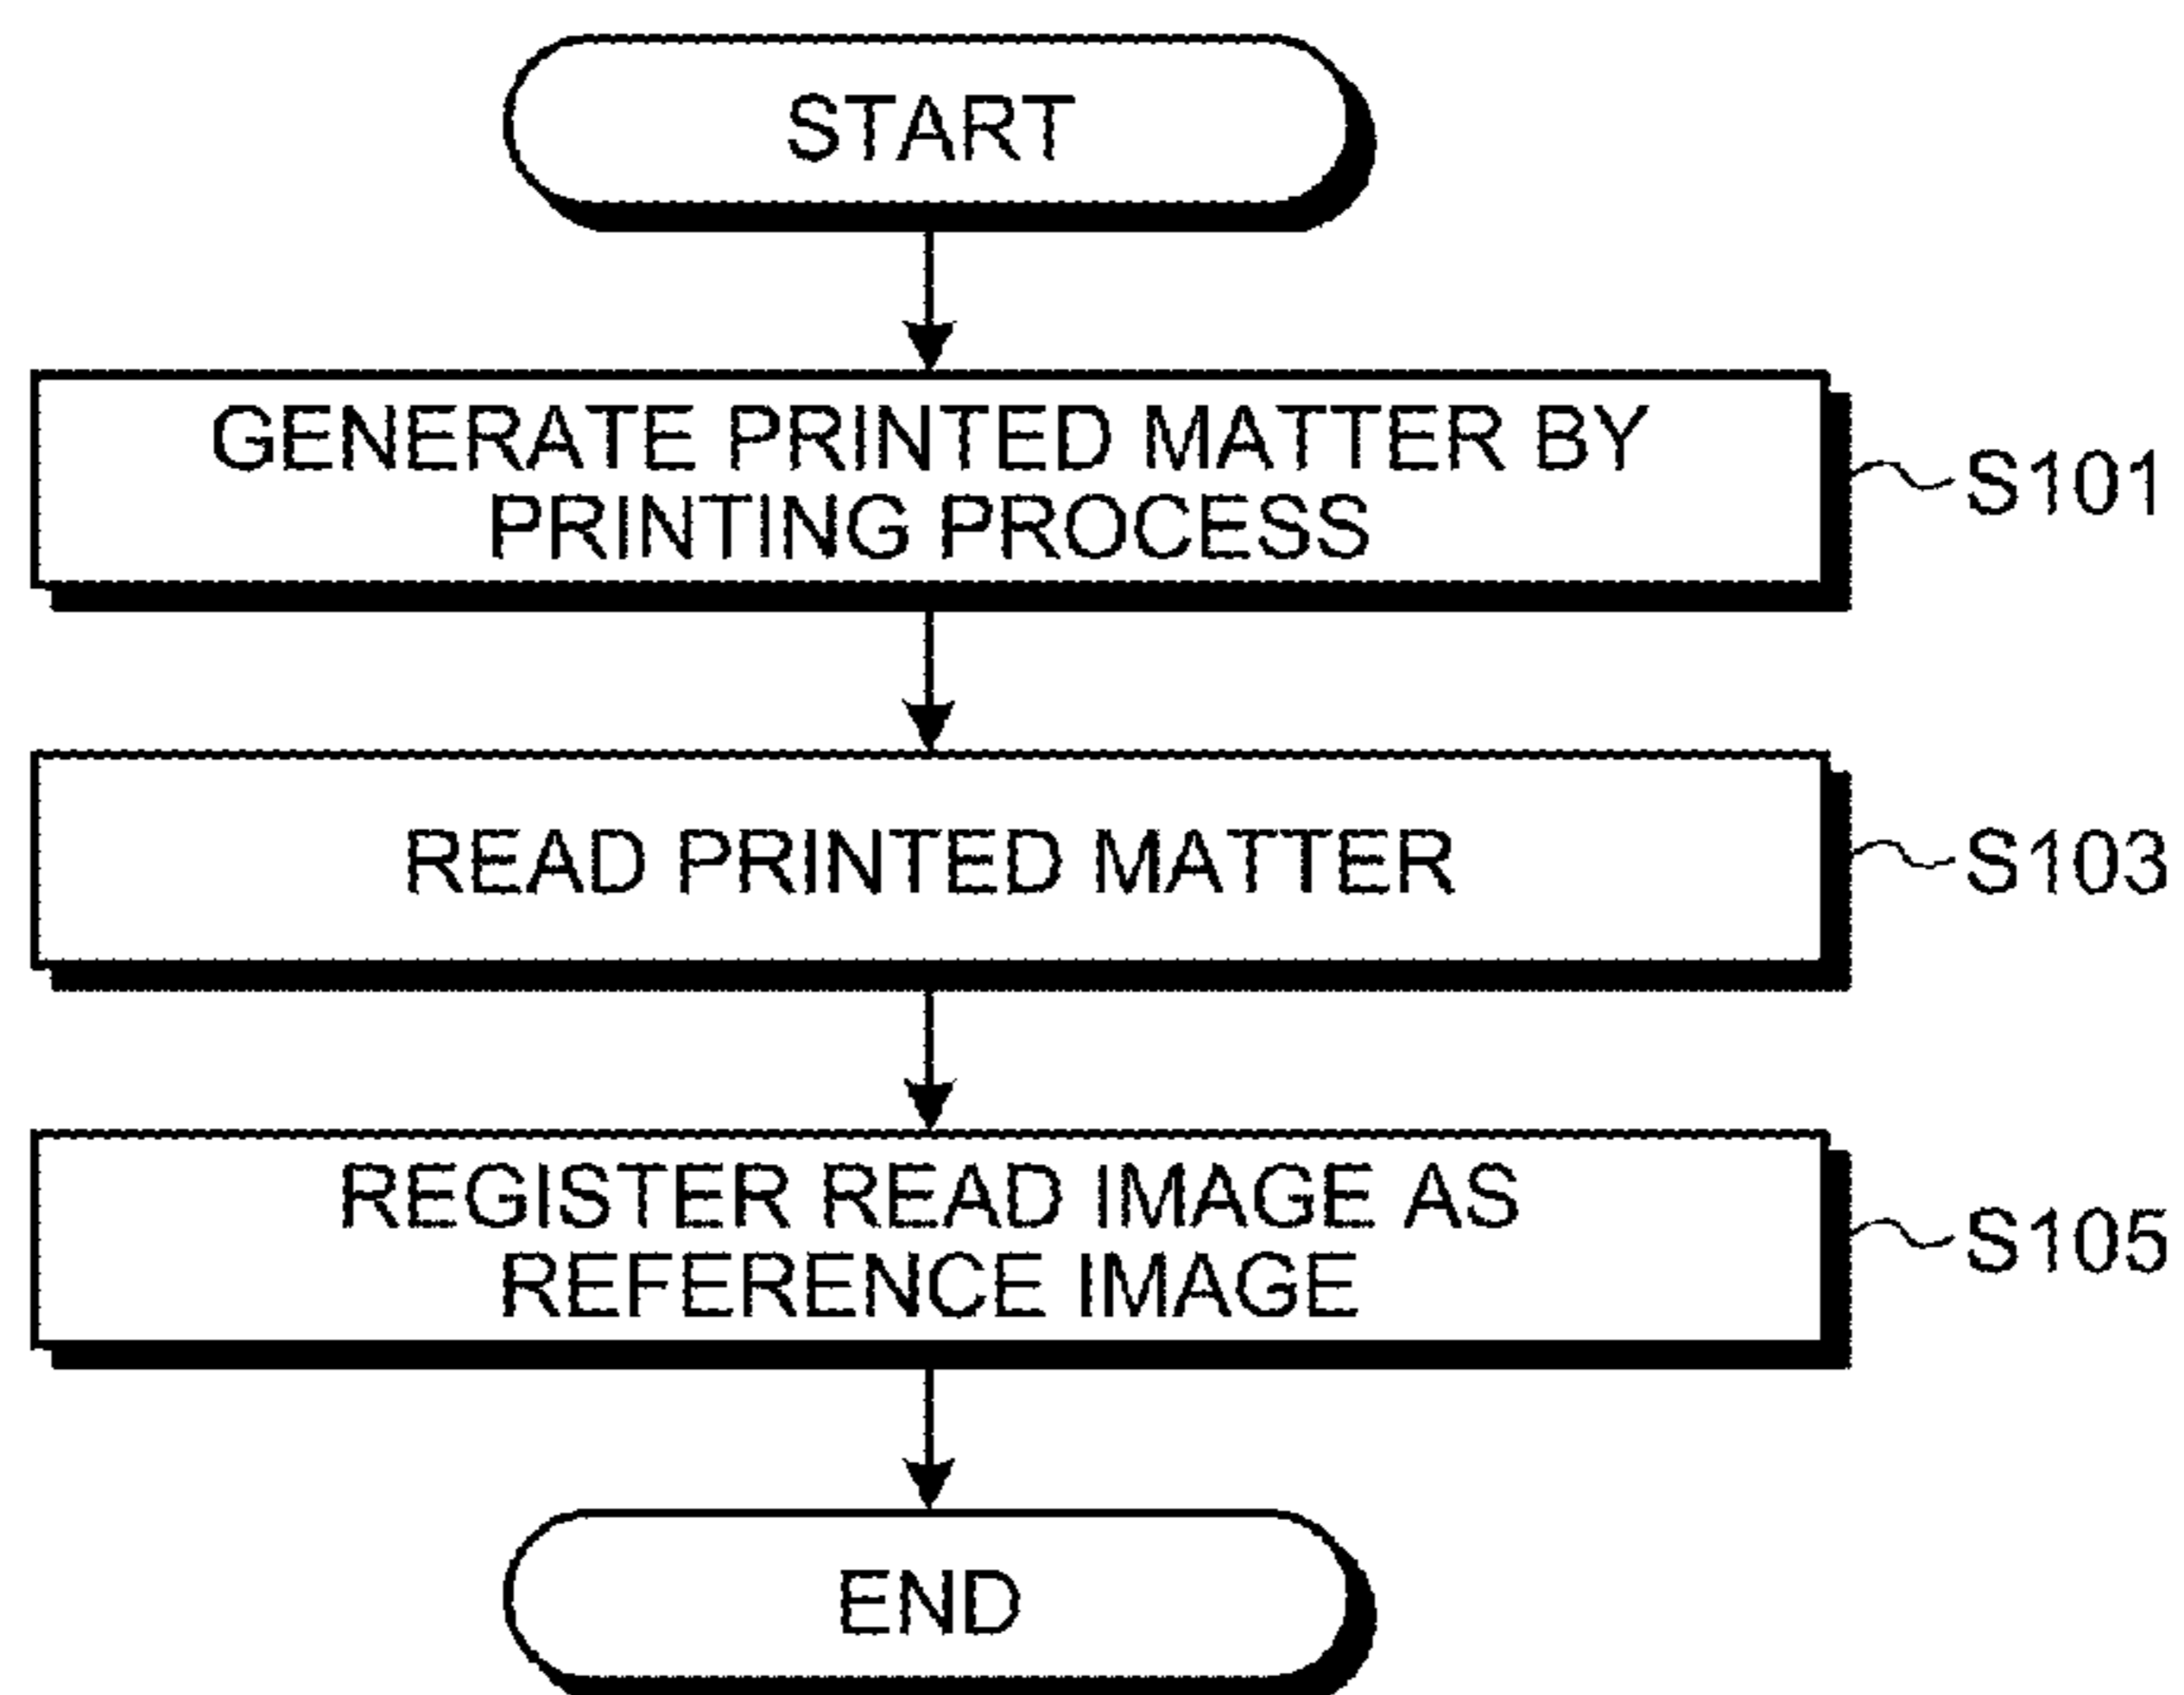 START
GENERATE PRINTED MATTER BY
PRINTING PROCESS
S101
READ PRINTED MATTER
S103
REGISTER READ IMAGE AS
REFERENCE IMAGE
S105
END